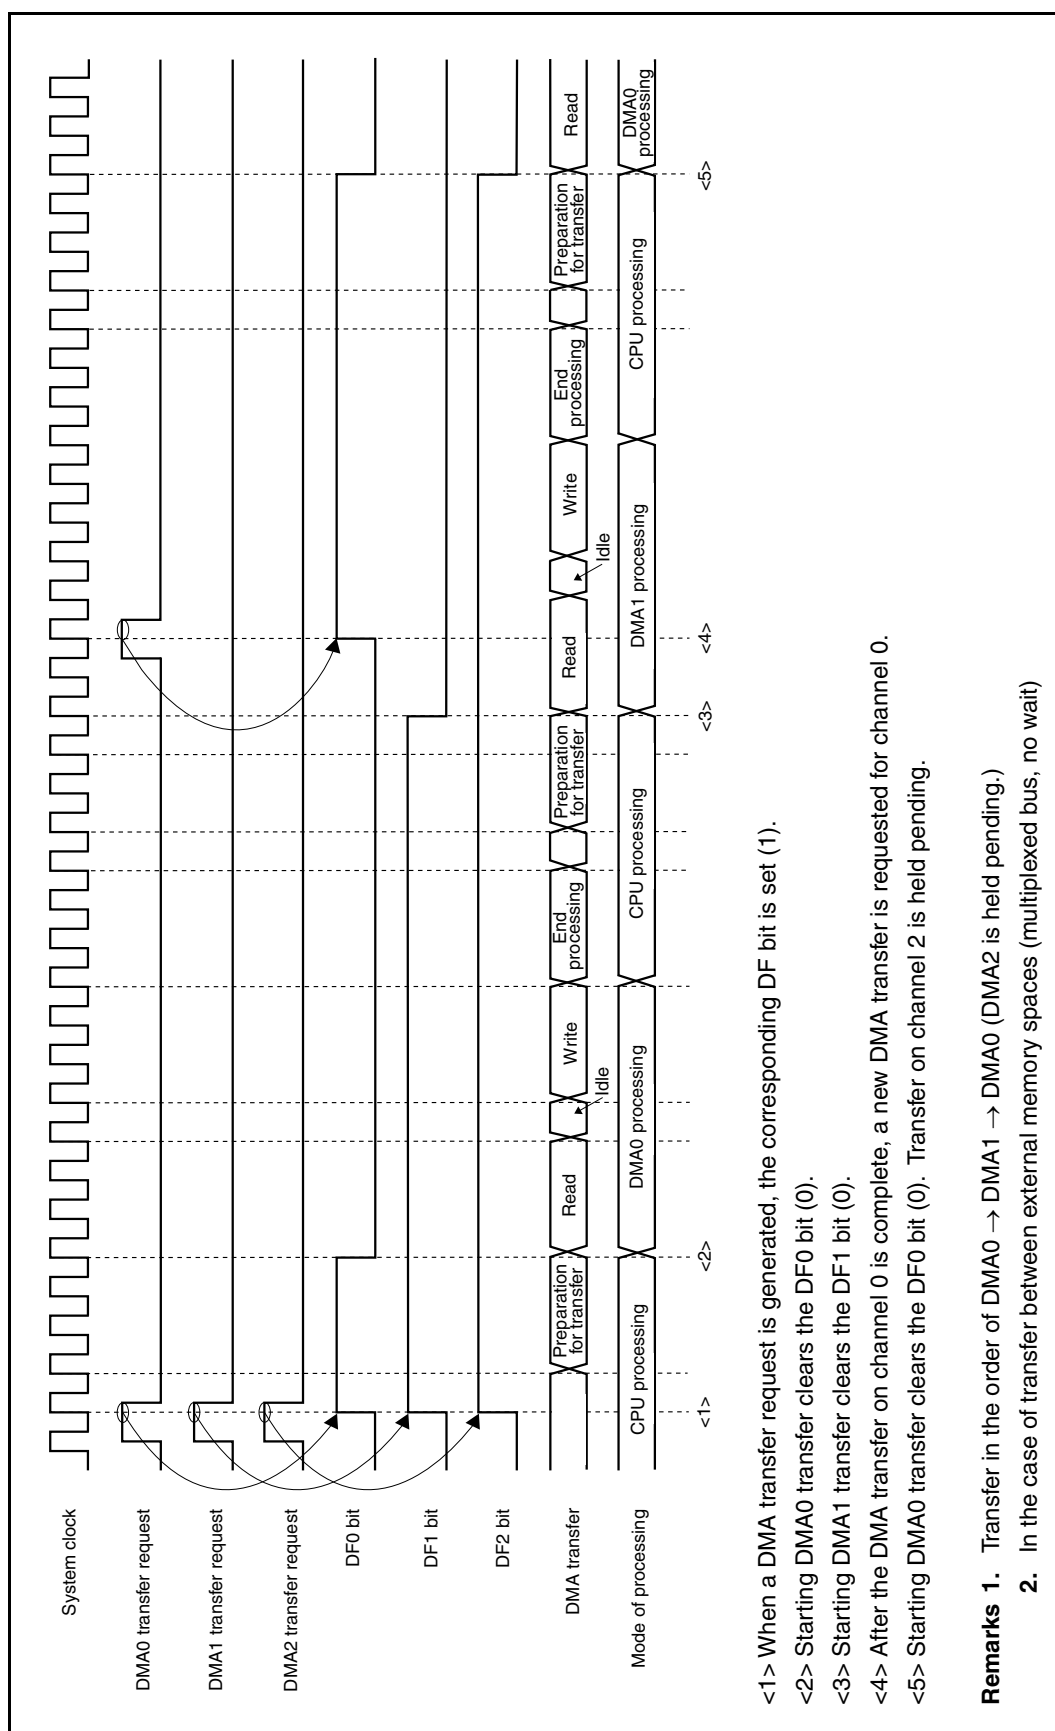 System clock
DMA0 transfer request
DMA1 transfer request
DMA2 transfer request
DF0 bit
DF1 bit
DF2 bit
DMA transfer
Preparation
for transfer
Read
Idle
Write
End
processing
Preparation
for transfer
Read
Idle
Write
End
processing
Preparation
for transfer
Read
Mode of processing
CPU processing
DMA0 processing
CPU processing
DMA1 processing
CPU processing
DMA0
processing
<1>
<2>
<3>
<4>
<5>
<1> When a DMA transfer request is generated, the corresponding DF bit is set (1).
<2> Starting DMA0 transfer clears the DF0 bit (0).
<3> Starting DMA1 transfer clears the DF1 bit (0).
<4> After the DMA transfer on channel 0 is complete, a new DMA transfer is requested for channel 0.
<5> Starting DMA0 transfer clears the DF0 bit (0). Transfer on channel 2 is held pending.
Remarks 1. Transfer in the order of DMA0 → DMA1 → DMA0 (DMA2 is held pending.)
2. In the case of transfer between external memory spaces (multiplexed bus, no wait)